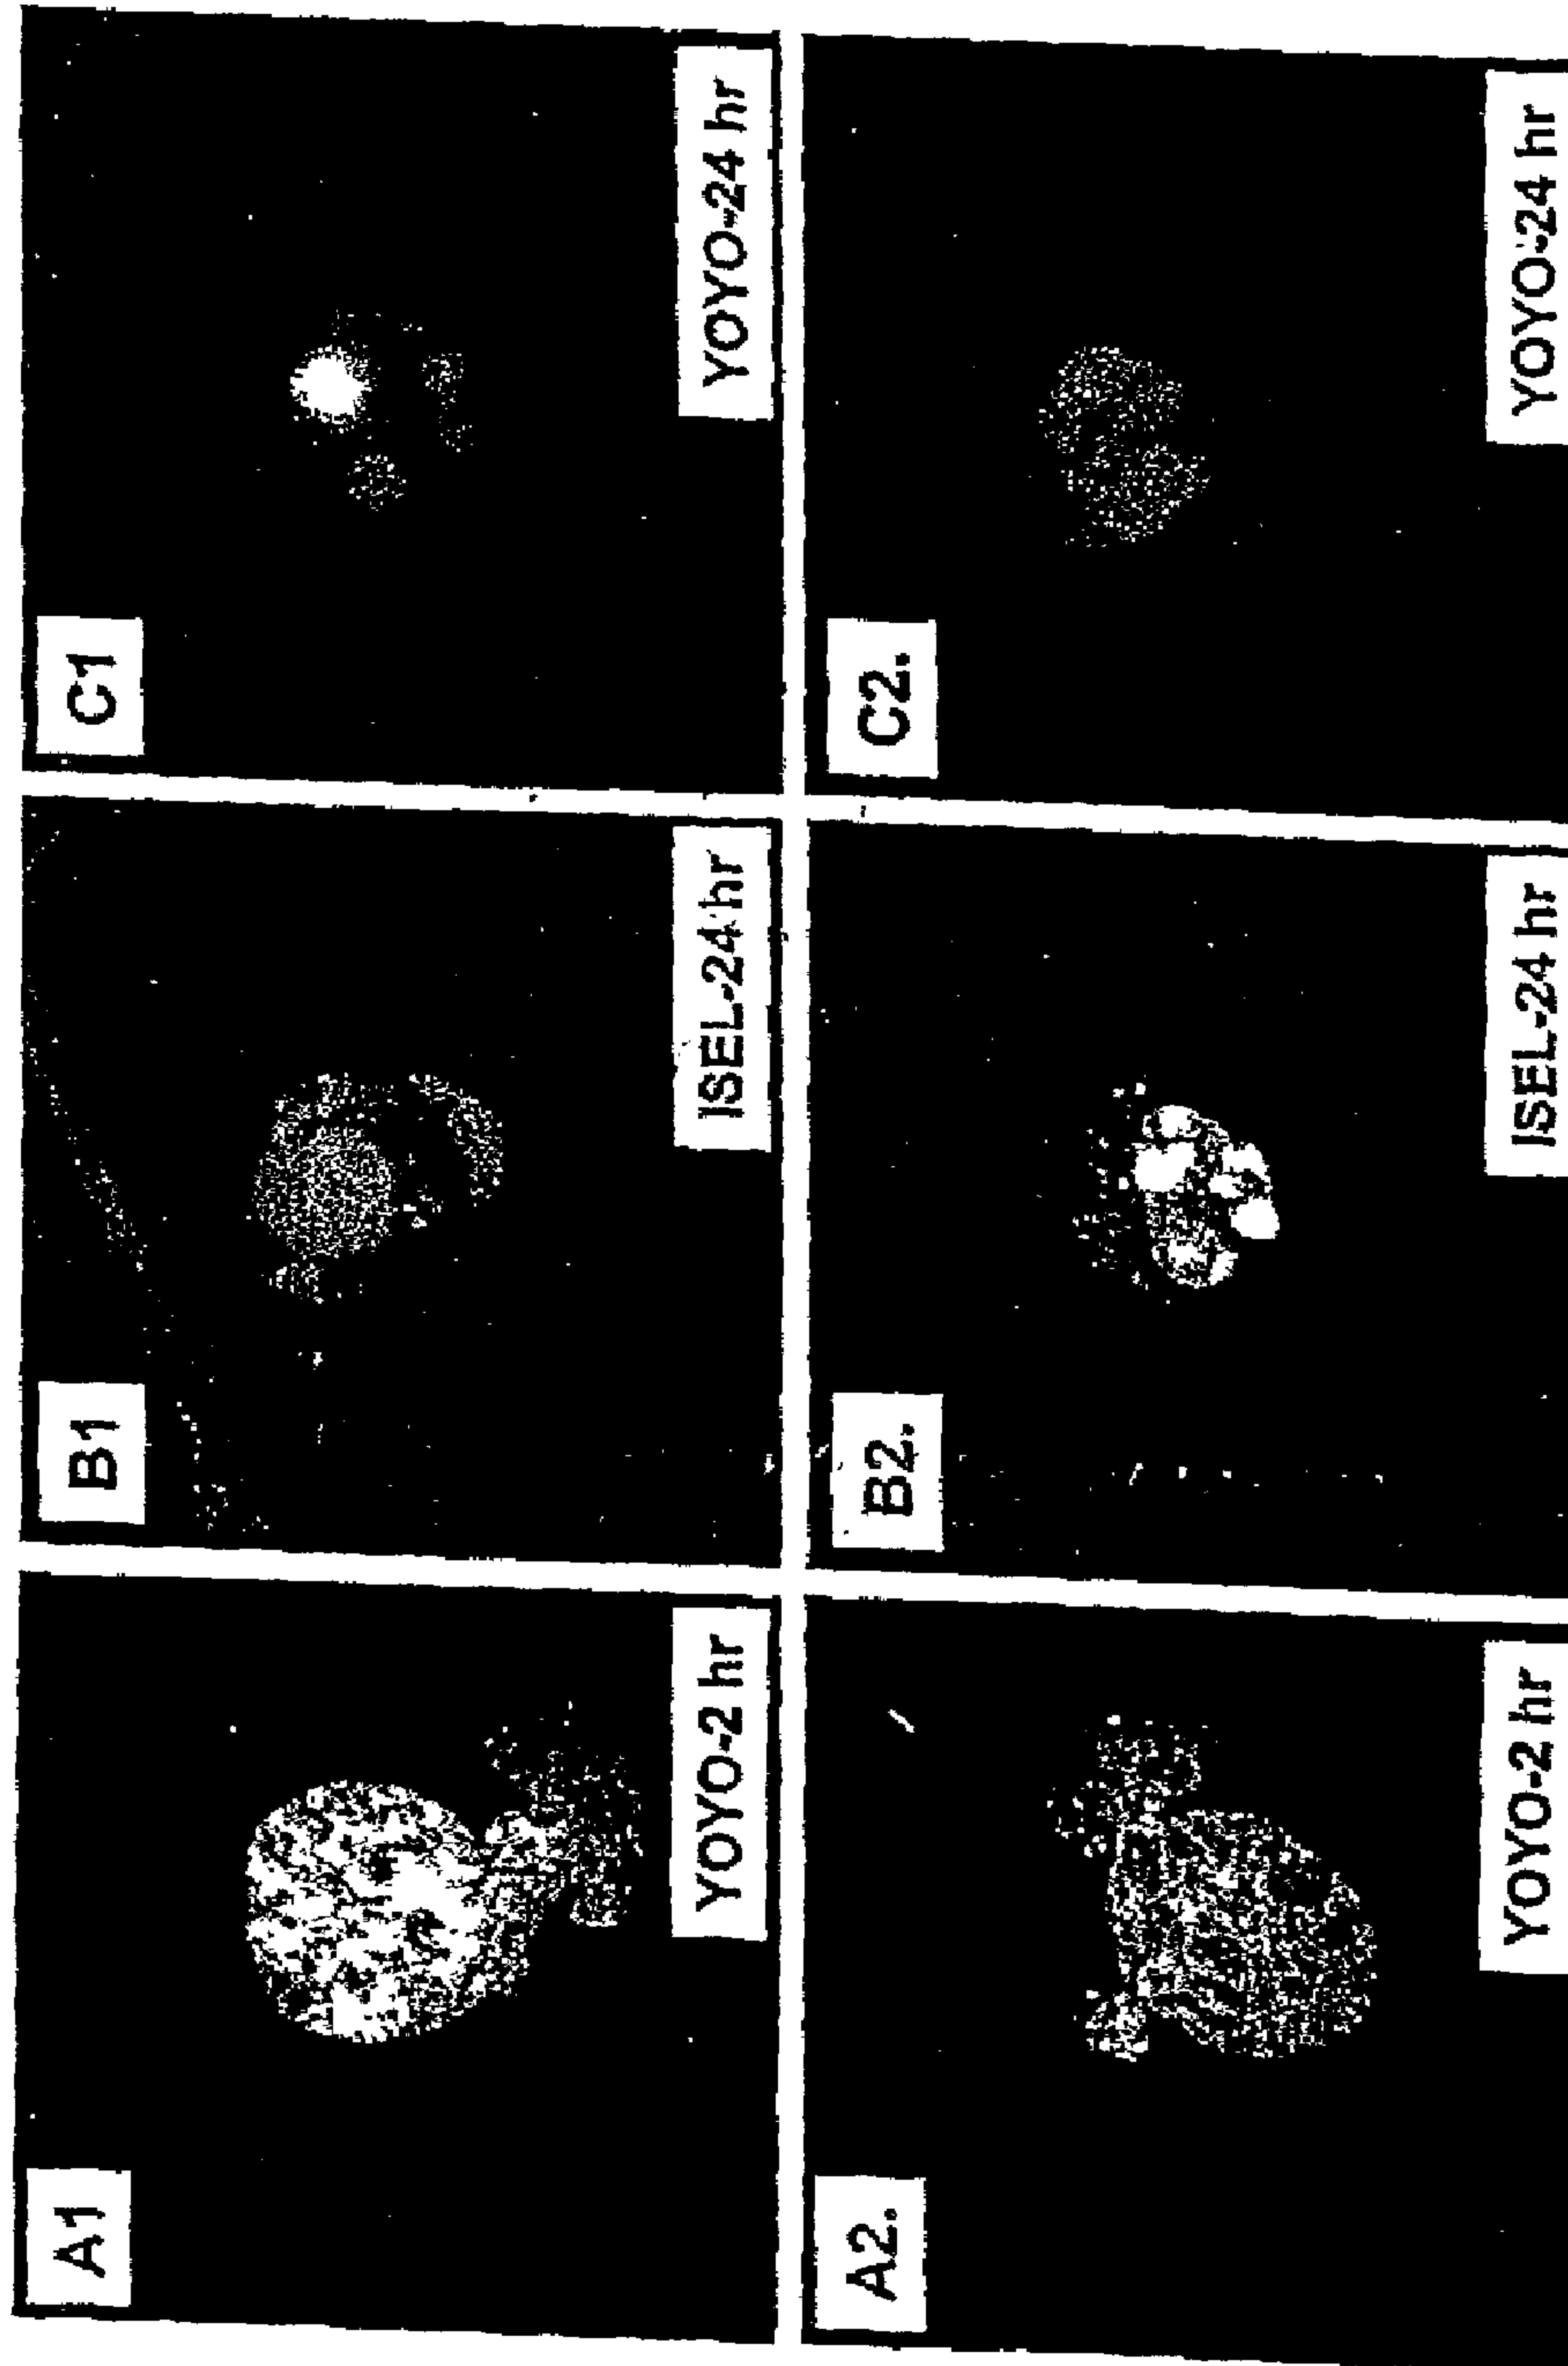 A1
YOYO-2 hr
B1
ISEL-24 hr
C1
YOYO-24 hr
A2.
YOYO-2 hr
B2.
ISEL-24 hr
C2.
YOYO-24 hr